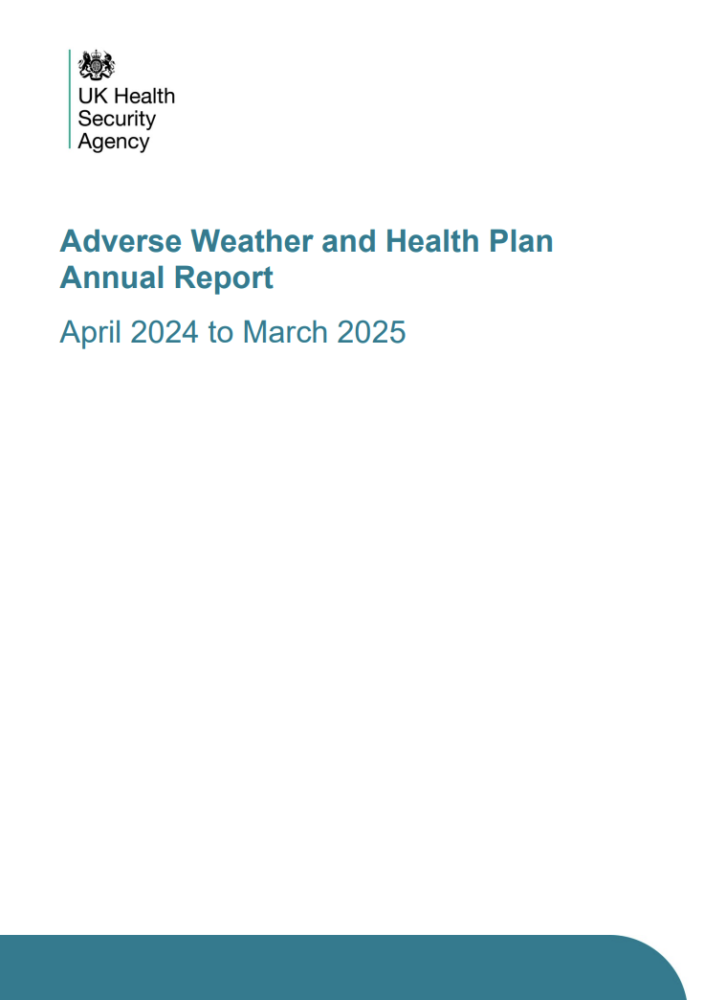 UK Health
Security
Agency
Adverse Weather and Health Plan
Annual Report
April 2024 to March 2025